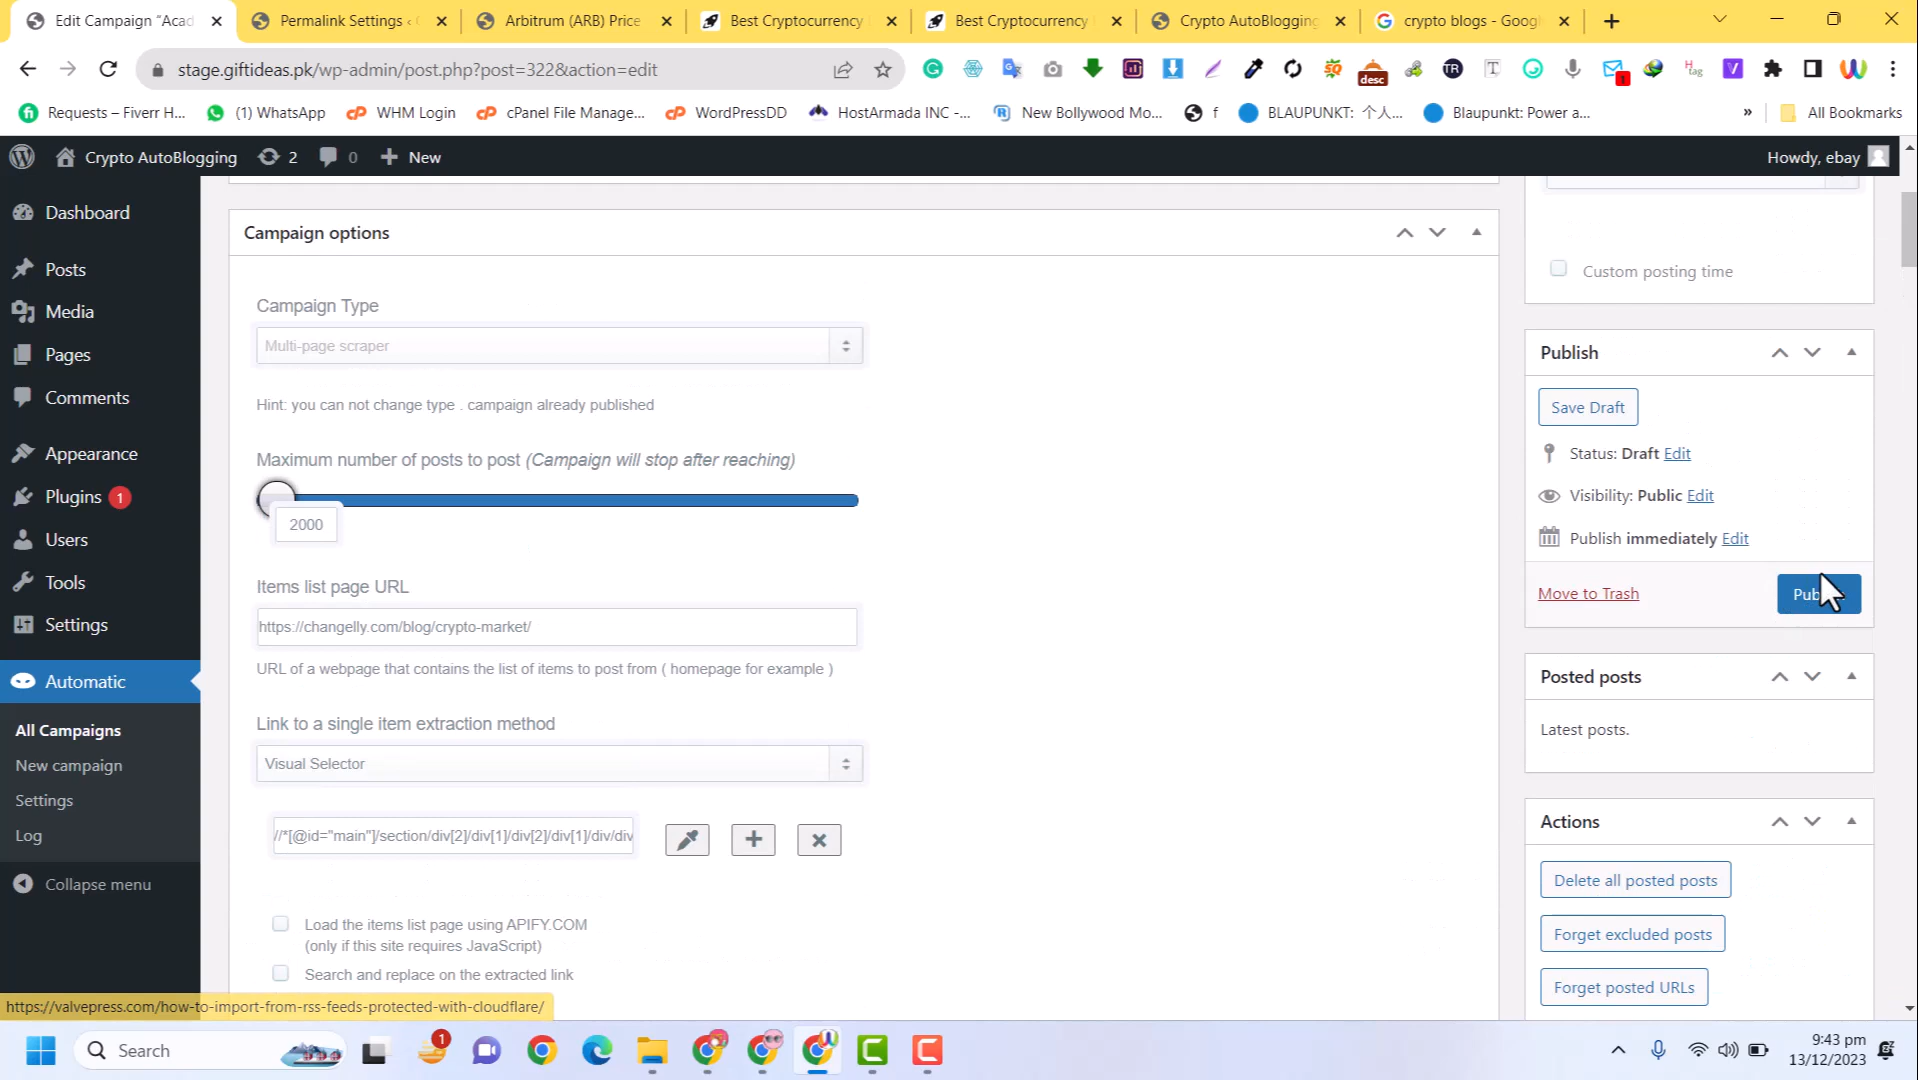 Edit Campaign “Acad
Permalink Settings ‹ C
Arbitrum (ARB) Price
Best Cryptocurrency
Best Cryptocurrency
Crypto AutoBlogging
crypto blogs - Goog
stage.giftideas.pk/wp-admin/post.php?post=322&action=edit
Requests – Fiverr H...
(1) WhatsApp
WHM Login
cPanel File Manage...
WordPressDD
HostArmada INC -...
New Bollywood Mo...
f
BLAUPUNKT: 个人...
Blaupunkt: Power a...
»
All Bookmarks
Crypto AutoBlogging
2
0
New
Howdy, ebay
Dashboard
Posts
Media
Pages
Comments
Appearance
Plugins 1
Users
Tools
Settings
Automatic
All Campaigns
New campaign
Settings
Log
Collapse menu
Campaign options
Campaign Type
Multi-page scraper
Hint: you can not change type . campaign already published
Maximum number of posts to post (Campaign will stop after reaching)
2000
Items list page URL
https://changelly.com/blog/crypto-market/
URL of a webpage that contains the list of items to post from ( homepage for example )
Link to a single item extraction method
Visual Selector
//*[@id="main"]/section/div[2]/div[1]/div[2]/div[1]/div/div
Load the items list page using APIFY.COM
(only if this site requires JavaScript)
Search and replace on the extracted link
Custom posting time
Publish
Save Draft
Status: Draft Edit
Visibility: Public Edit
Publish immediately Edit
Move to Trash
Posted posts
Latest posts.
Actions
Delete all posted posts
Forget excluded posts
Forget posted URLs
https://valvepress.com/how-to-import-from-rss-feeds-protected-with-cloudflare/
Search
1
9:43 pm
13/12/2023